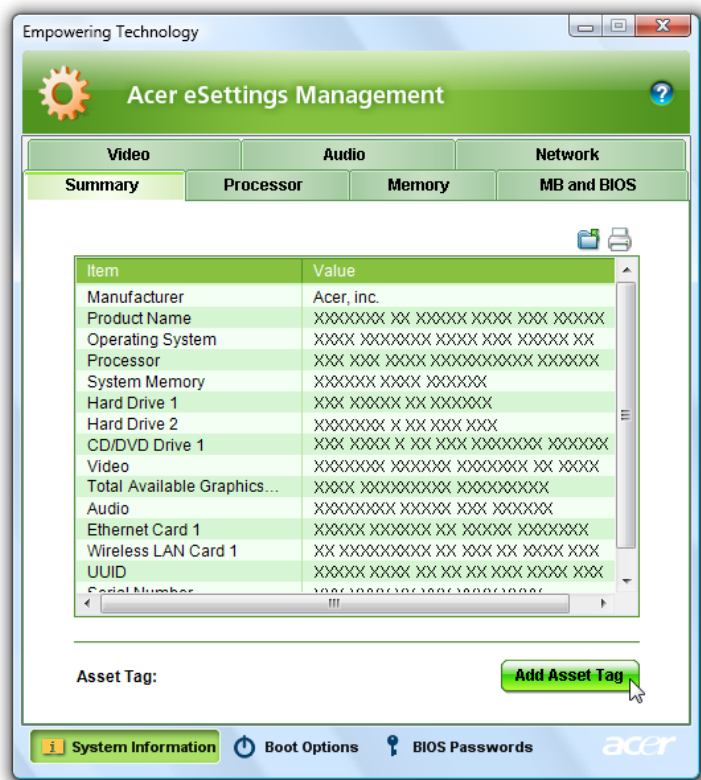 Empowering Technology
Acer eSettings Management
Video Audio Network
Summary Processor Memory MB and BIOS
Item Value
Manufacturer Acer, inc.
Product Name XXXXXXX XX XXXXX XXXX XXX XXXXX
Operating System XXXX XXXXXXX XXXX XXX XXXXX XX
Processor XXX XXX XXXX XXXXXXXXXX XXXXXX
System Memory XXXXXX XXXX XXXXXX
Hard Drive 1 XXX XXXXX XX XXXXXX
Hard Drive 2 XXXXXXX X XX XXX XXX
CD/DVD Drive 1 XXX XXXX X XX XXX XXXXXXX XXXXXX
Video XXXXXXX XXXXXX XXXXXXX XX XXXX
Total Available Graphics... XXXX XXXXXXXXX XXXXXXXXX
Audio XXXXXXXX XXXXX XXX XXXXXX
Ethernet Card 1 XXXXX XXXXXX XX XXXXX XXXXXXX
Wireless LAN Card 1 XX XXXXXXXXX XX XXX XX XXXX XXX
UUID XXXXX XXXX XX XX XX XXX XXXX XXX
Serial Number
Asset Tag: Add Asset Tag
System Information Boot Options BIOS Passwords acer